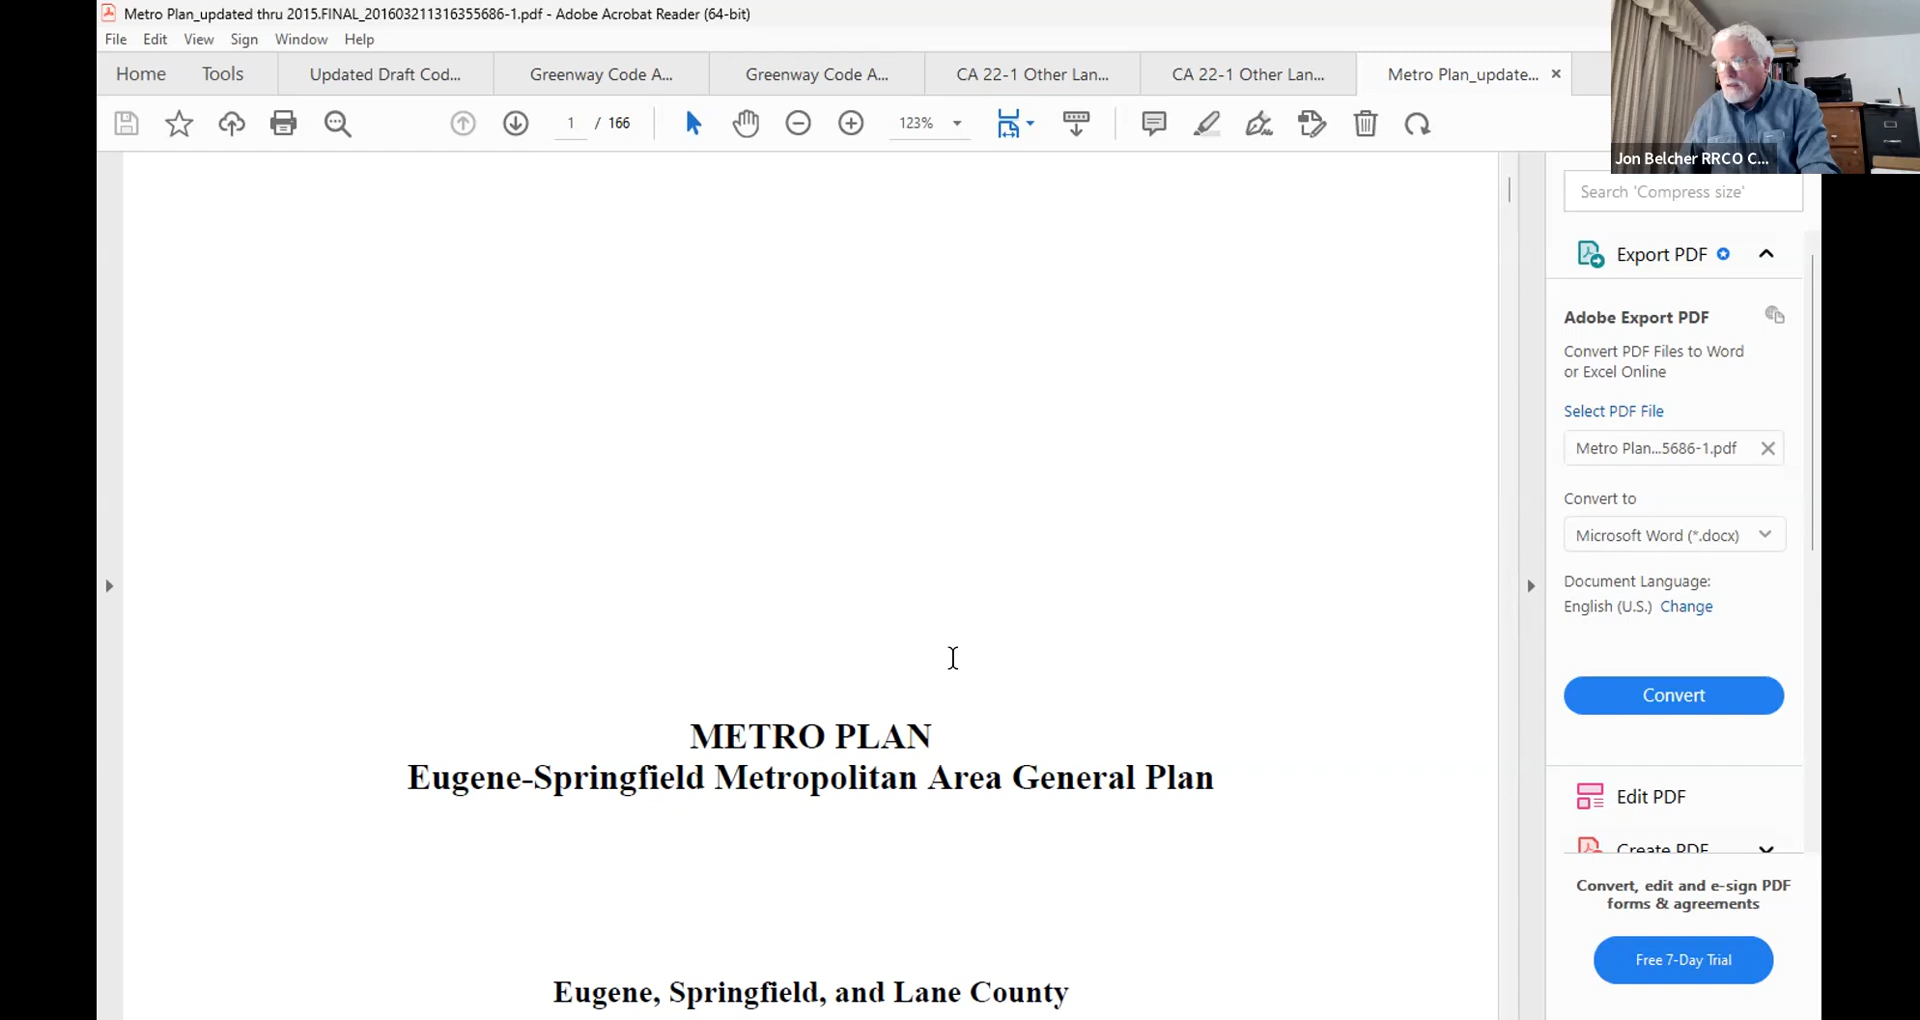 Metro Plan_updated thru 2015.FINAL_201603211316355686-1.pdf - Adobe Acrobat Reader (64-bit)
File Edit View Sign Window Help
Home Tools Updated Draft Cod... Greenway Code A... Greenway Code A... CA 22-1 Other Lan... CA 22-1 Other Lan... Metro Plan_update...
1 / 166 123%
Jon Belcher RRCO C...
Search 'Compress size'
Export PDF
Adobe Export PDF
Convert PDF Files to Word
or Excel Online
Select PDF File
Metro Plan...5686-1.pdf
Convert to
Microsoft Word (*.docx)
Document Language:
English (U.S.) Change
Convert
METRO PLAN
Eugene-Springfield Metropolitan Area General Plan
Edit PDF
Create PDF
Convert, edit and e-sign PDF
forms & agreements
Free 7-Day Trial
Eugene, Springfield, and Lane County